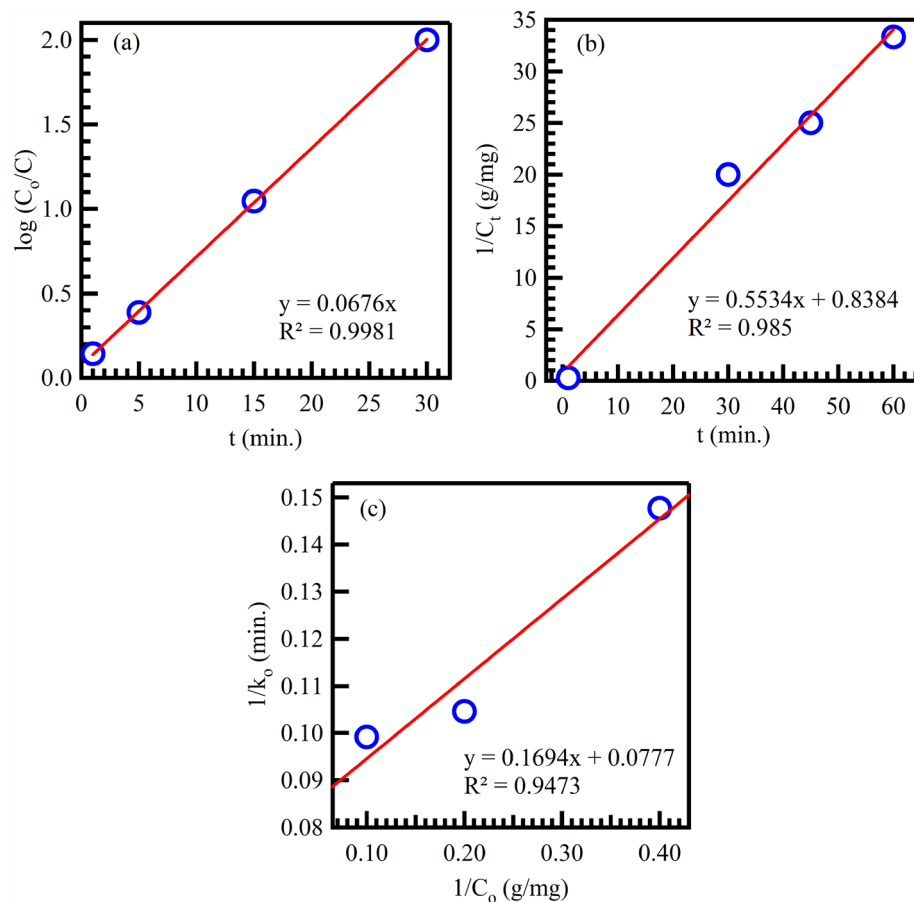 (a)
log (Cₒ/C)
2.0
1.5
1.0
0.5
0.0
y = 0.0676x
R² = 0.9981
0 5 10 15 20 25 30
t (min.)
(b)
1/Cₜ (g/mg)
35
30
25
20
15
10
5
0
y = 0.5534x + 0.8384
R² = 0.985
0 10 20 30 40 50 60
t (min.)
(c)
1/kₒ (min.)
0.15
0.14
0.13
0.12
0.11
0.10
0.09
0.08
y = 0.1694x + 0.0777
R² = 0.9473
0.10 0.20 0.30 0.40
1/Cₒ (g/mg)